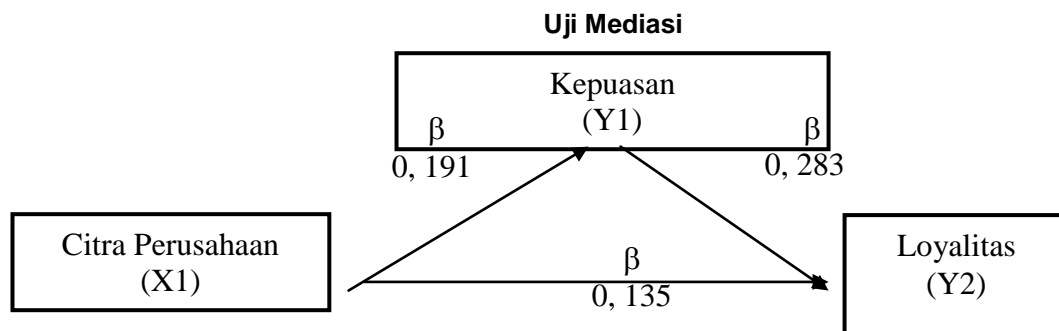 Uji Mediasi
Kepuasan
(Y1)
β
β
0, 191
0, 283
Citra Perusahaan
(X1)
β
0, 135
Loyalitas
(Y2)